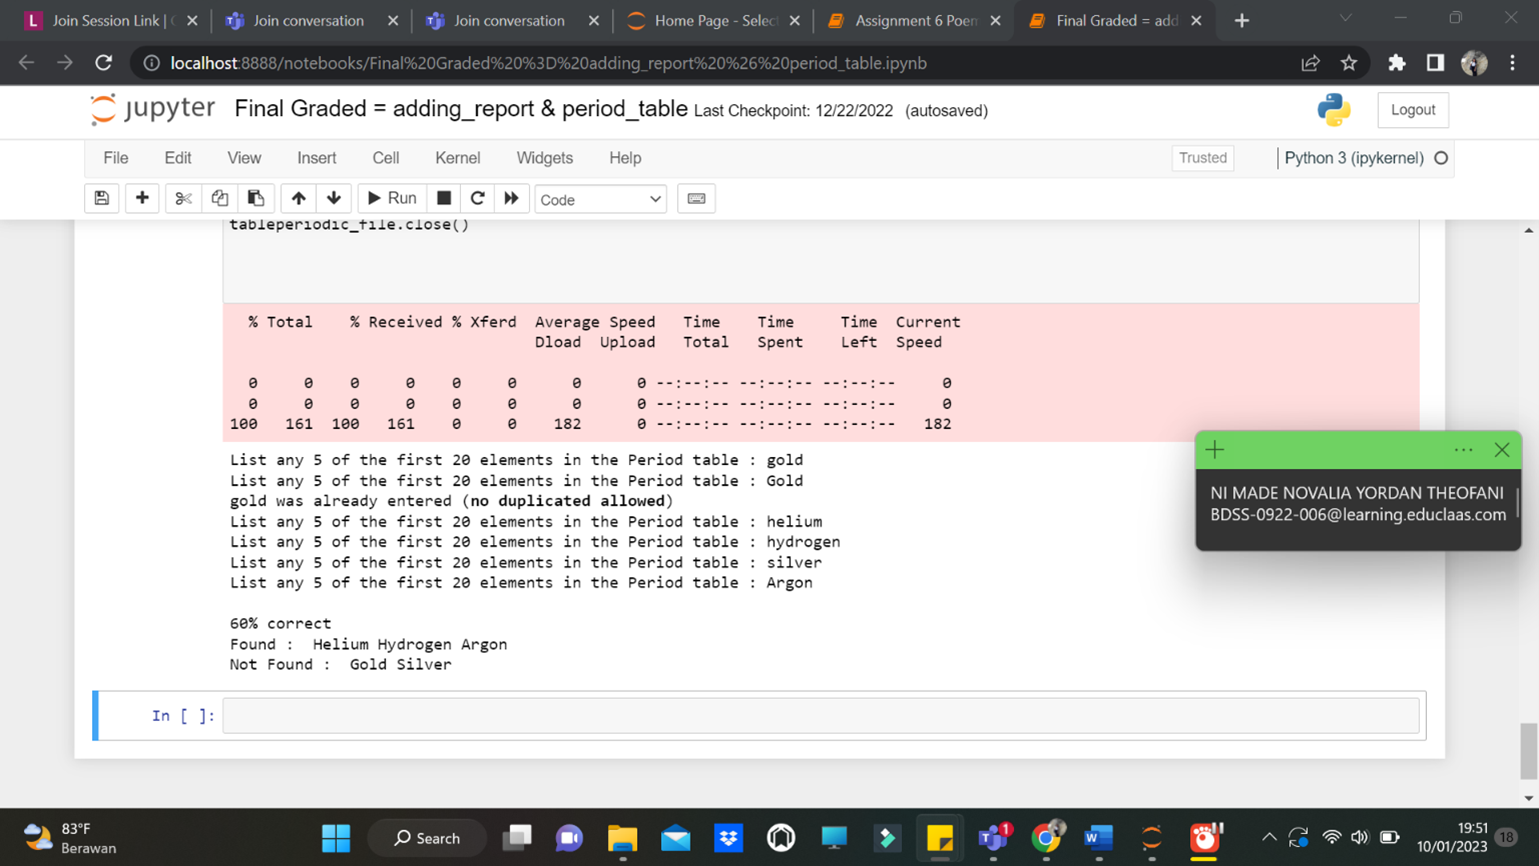 Join Session Link | 
Join conversation
Join conversation
Home Page - Select
Assignment 6 Poem
Final Graded = add
localhost:8888/notebooks/Final%20Graded%20%3D%20adding_report%20%26%20period_table.ipynb
jupyter Final Graded = adding_report & period_table Last Checkpoint: 12/22/2022 (autosaved)
Logout
File Edit View Insert Cell Kernel Widgets Help
Trusted
Python 3 (ipykernel)
Run
Code
tableperiodic_file.close()
% Total % Received % Xferd Average Speed Time Time Time Current
Dload Upload Total Spent Left Speed
0 0 0 0 0 0 0 0 --:--:-- --:--:-- --:--:-- 0
0 0 0 0 0 0 0 0 --:--:-- --:--:-- --:--:-- 0
100 161 100 161 0 0 182 0 --:--:-- --:--:-- --:--:-- 182
List any 5 of the first 20 elements in the Period table : gold
List any 5 of the first 20 elements in the Period table : Gold
gold was already entered (no duplicated allowed)
List any 5 of the first 20 elements in the Period table : helium
List any 5 of the first 20 elements in the Period table : hydrogen
List any 5 of the first 20 elements in the Period table : silver
List any 5 of the first 20 elements in the Period table : Argon
60% correct
Found : Helium Hydrogen Argon
Not Found : Gold Silver
NI MADE NOVALIA YORDAN THEOFANI
BDSS-0922-006@learning.educlaas.com
In [ ]:
83°F
Berawan
Search
1
19:51
10/01/2023
18